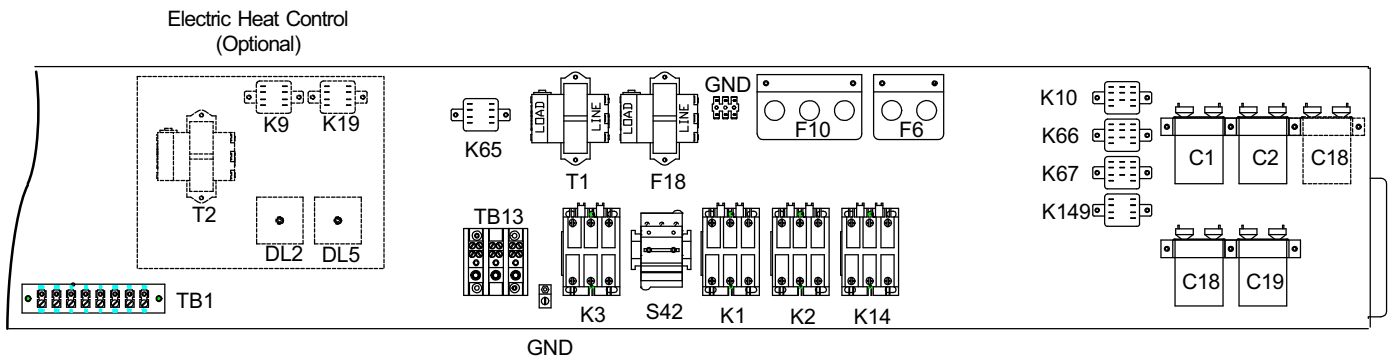 Electric Heat Control
(Optional)
K9
K19
T2
DL2
DL5
TB1
K65
LOAD
LINE
T1
LOAD
LINE
F18
GND
F10
F6
TB13
GND
K3
S42
K1
K2
K14
K10
K66
K67
K149
C1
C2
C18
C18
C19